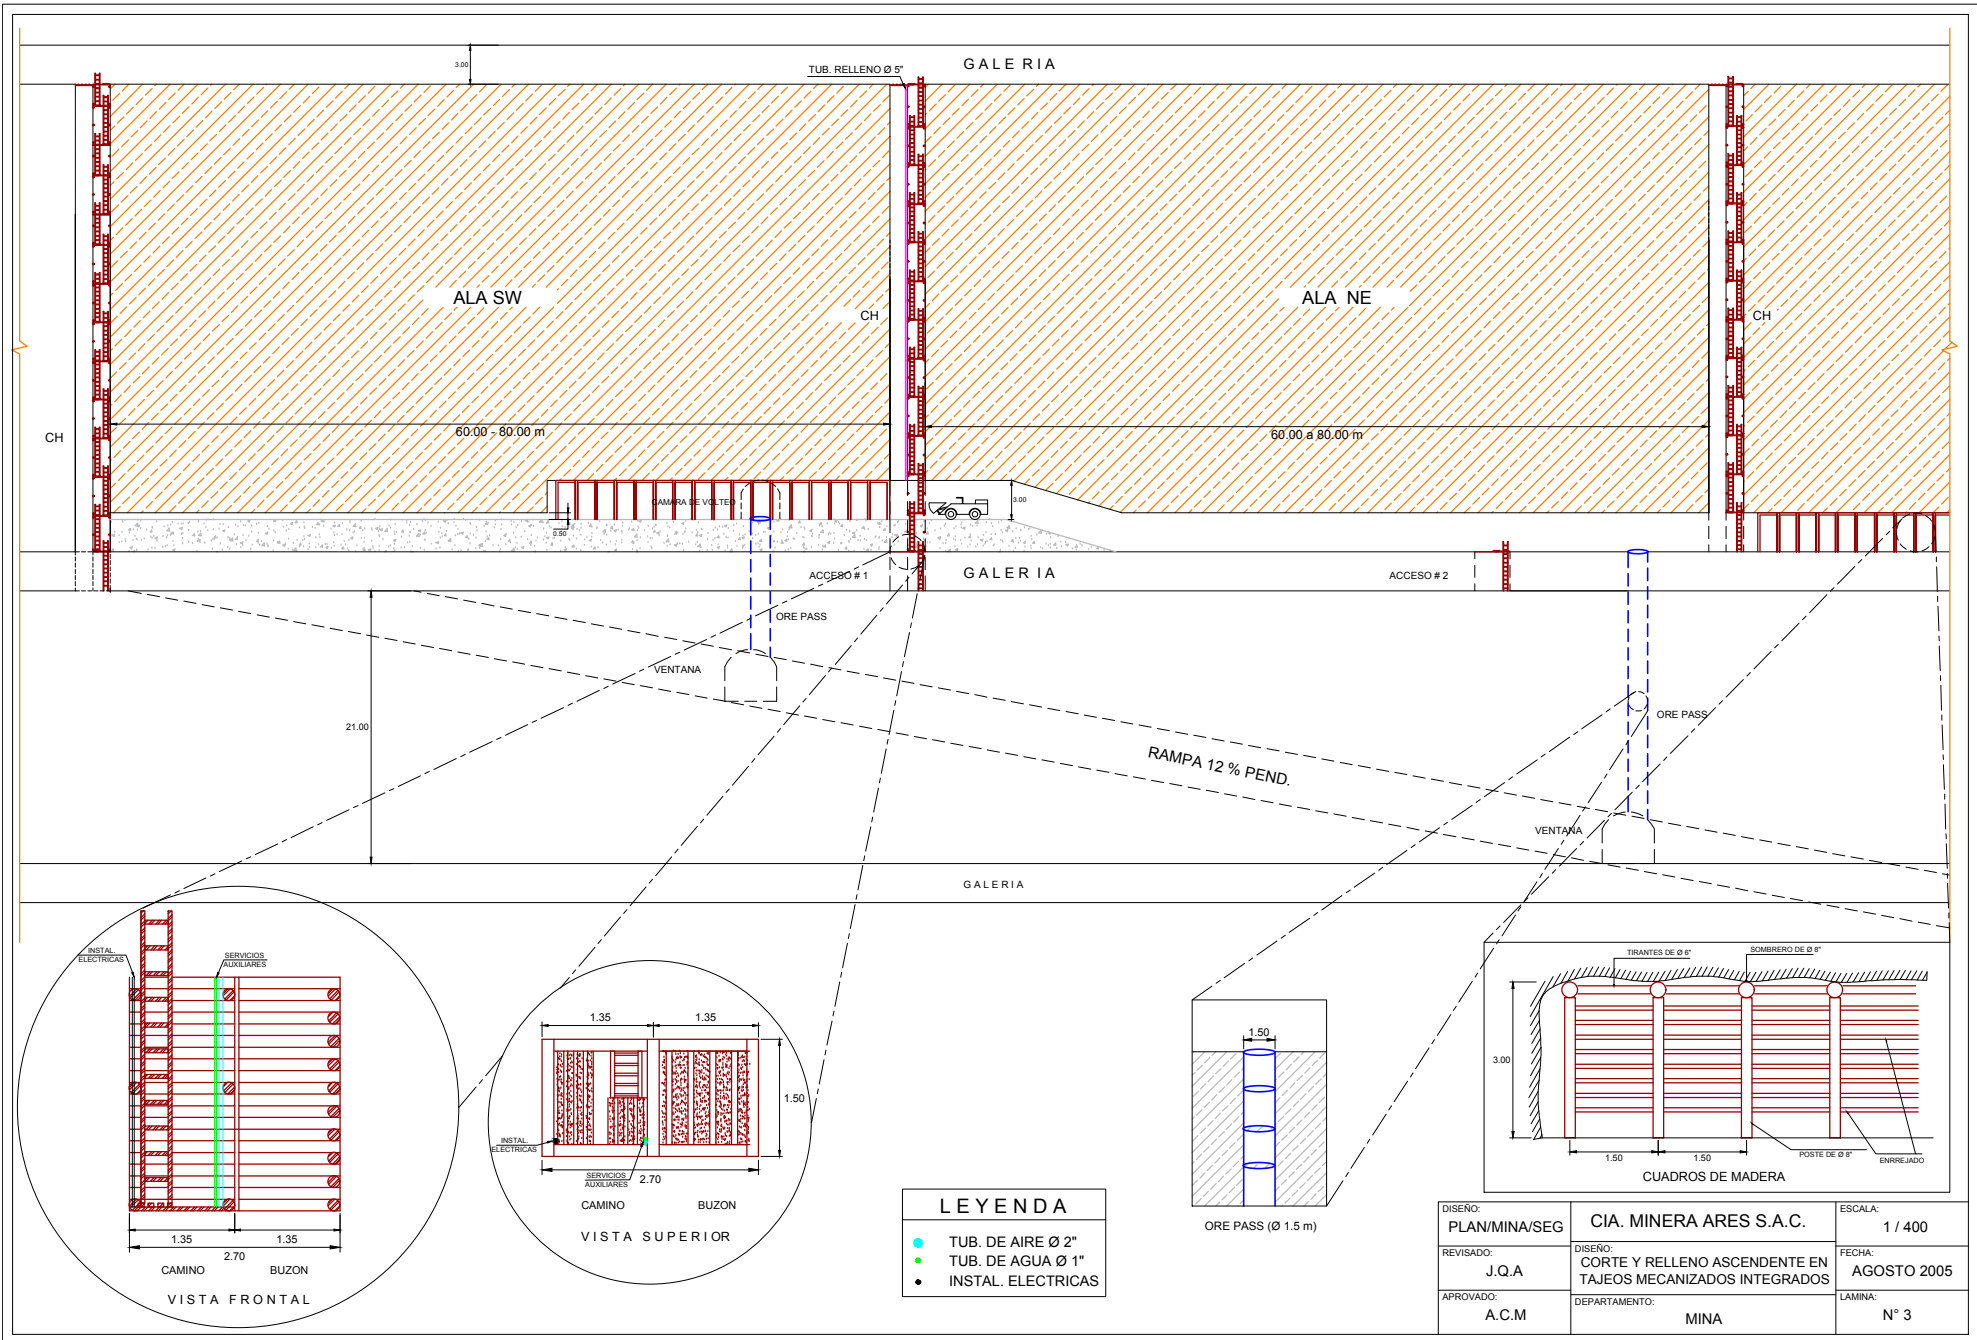 3.00
TUB. RELLENO Ø 5"
GALERIA
ALA SW
CH
ALA NE
CH
CH
60.00 - 80.00 m
60.00 a 80.00 m
CAMARA DE VOLTEO
0.50
3.00
ACCESO # 1
GALERIA
ACCESO # 2
ORE PASS
VENTANA
21.00
ORE PASS
RAMPA 12 % PEND.
VENTANA
GALERIA
INSTAL.
ELECTRICAS
SERVICIOS
AUXILIARES
1.35
1.35
2.70
CAMINO
BUZON
VISTA FRONTAL
1.35
1.35
1.50
INSTAL.
ELECTRICAS
SERVICIOS
AUXILIARES
2.70
CAMINO
BUZON
VISTA SUPERIOR
LEYENDA
TUB. DE AIRE Ø 2"
TUB. DE AGUA Ø 1"
INSTAL. ELECTRICAS
1.50
ORE PASS (Ø 1.5 m)
TIRANTES DE Ø 6"
SOMBRERO DE Ø 8"
3.00
1.50
1.50
POSTE DE Ø 8"
ENRREJADO
CUADROS DE MADERA
DISEÑO:
PLAN/MINA/SEG
CIA. MINERA ARES S.A.C.
ESCALA:
1 / 400
REVISADO:
J.Q.A
DISEÑO:
CORTE Y RELLENO ASCENDENTE EN
TAJEOS MECANIZADOS INTEGRADOS
FECHA:
AGOSTO 2005
APROVADO:
A.C.M
DEPARTAMENTO:
MINA
LAMINA:
N° 3